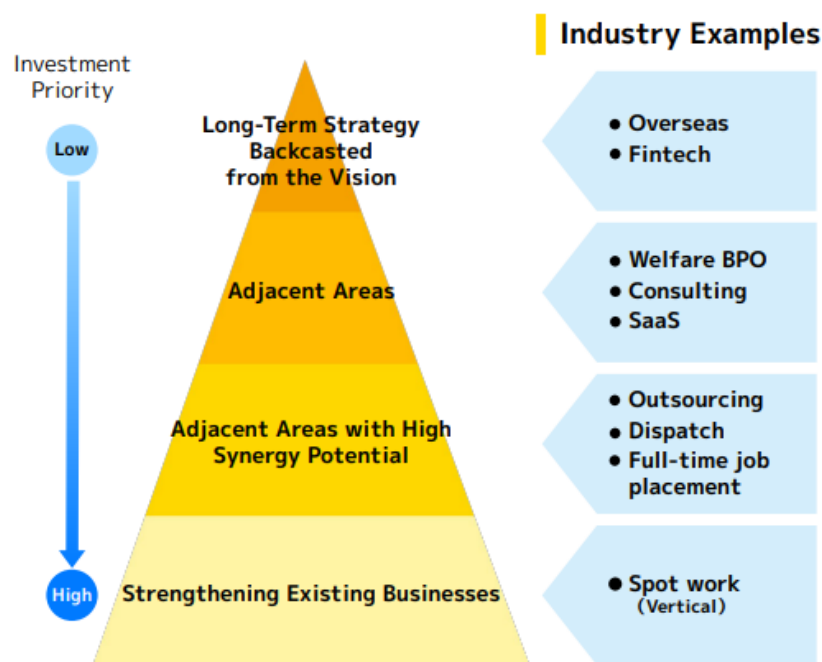 Industry Examples
Investment
Priority
Low
High
Long-Term Strategy
Backcasted
from the Vision
● Overseas
● Fintech
Adjacent Areas
● Welfare BPO
● Consulting
● SaaS
Adjacent Areas with High
Synergy Potential
● Outsourcing
● Dispatch
● Full-time job
placement
Strengthening Existing Businesses
● Spot work
(Vertical)